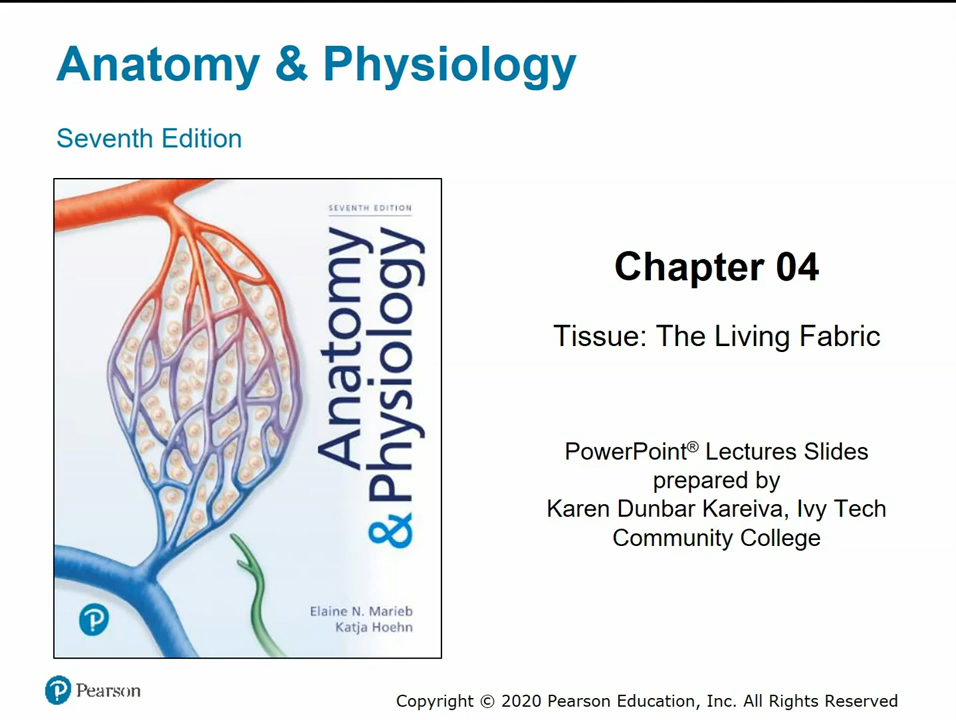 Anatomy & Physiology
Seventh Edition
SEVENTH EDITION
Anatomy
& Physiology
Elaine N. Marieb
Katja Hoehn
Chapter 04
Tissue: The Living Fabric
PowerPoint® Lectures Slides
prepared by
Karen Dunbar Kareiva, Ivy Tech
Community College
P Pearson
Copyright © 2020 Pearson Education, Inc. All Rights Reserved